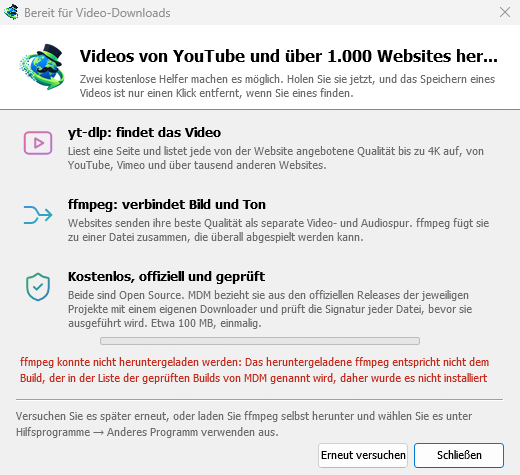 Bereit für Video-Downloads
Videos von YouTube und über 1.000 Websites her...
Zwei kostenlose Helfer machen es möglich. Holen Sie sie jetzt, und das Speichern eines
Videos ist nur einen Klick entfernt, wenn Sie eines finden.
yt-dlp: findet das Video
Liest eine Seite und listet jede von der Website angebotene Qualität bis zu 4K auf, von
YouTube, Vimeo und über tausend anderen Websites.
ffmpeg: verbindet Bild und Ton
Websites senden ihre beste Qualität als separate Video- und Audiospur. ffmpeg fügt sie
zu einer Datei zusammen, die überall abgespielt werden kann.
Kostenlos, offiziell und geprüft
Beide sind Open Source. MDM bezieht sie aus den offiziellen Releases der jeweiligen
Projekte mit einem eigenen Downloader und prüft die Signatur jeder Datei, bevor sie
ausgeführt wird. Etwa 100 MB, einmalig.
ffmpeg konnte nicht heruntergeladen werden: Das heruntergeladene ffmpeg entspricht nicht dem
Build, der in der Liste der geprüften Builds von MDM genannt wird, daher wurde es nicht installiert
Versuchen Sie es später erneut, oder laden Sie ffmpeg selbst herunter und wählen Sie es unter
Hilfsprogramme → Anderes Programm verwenden aus.
Erneut versuchen
Schließen